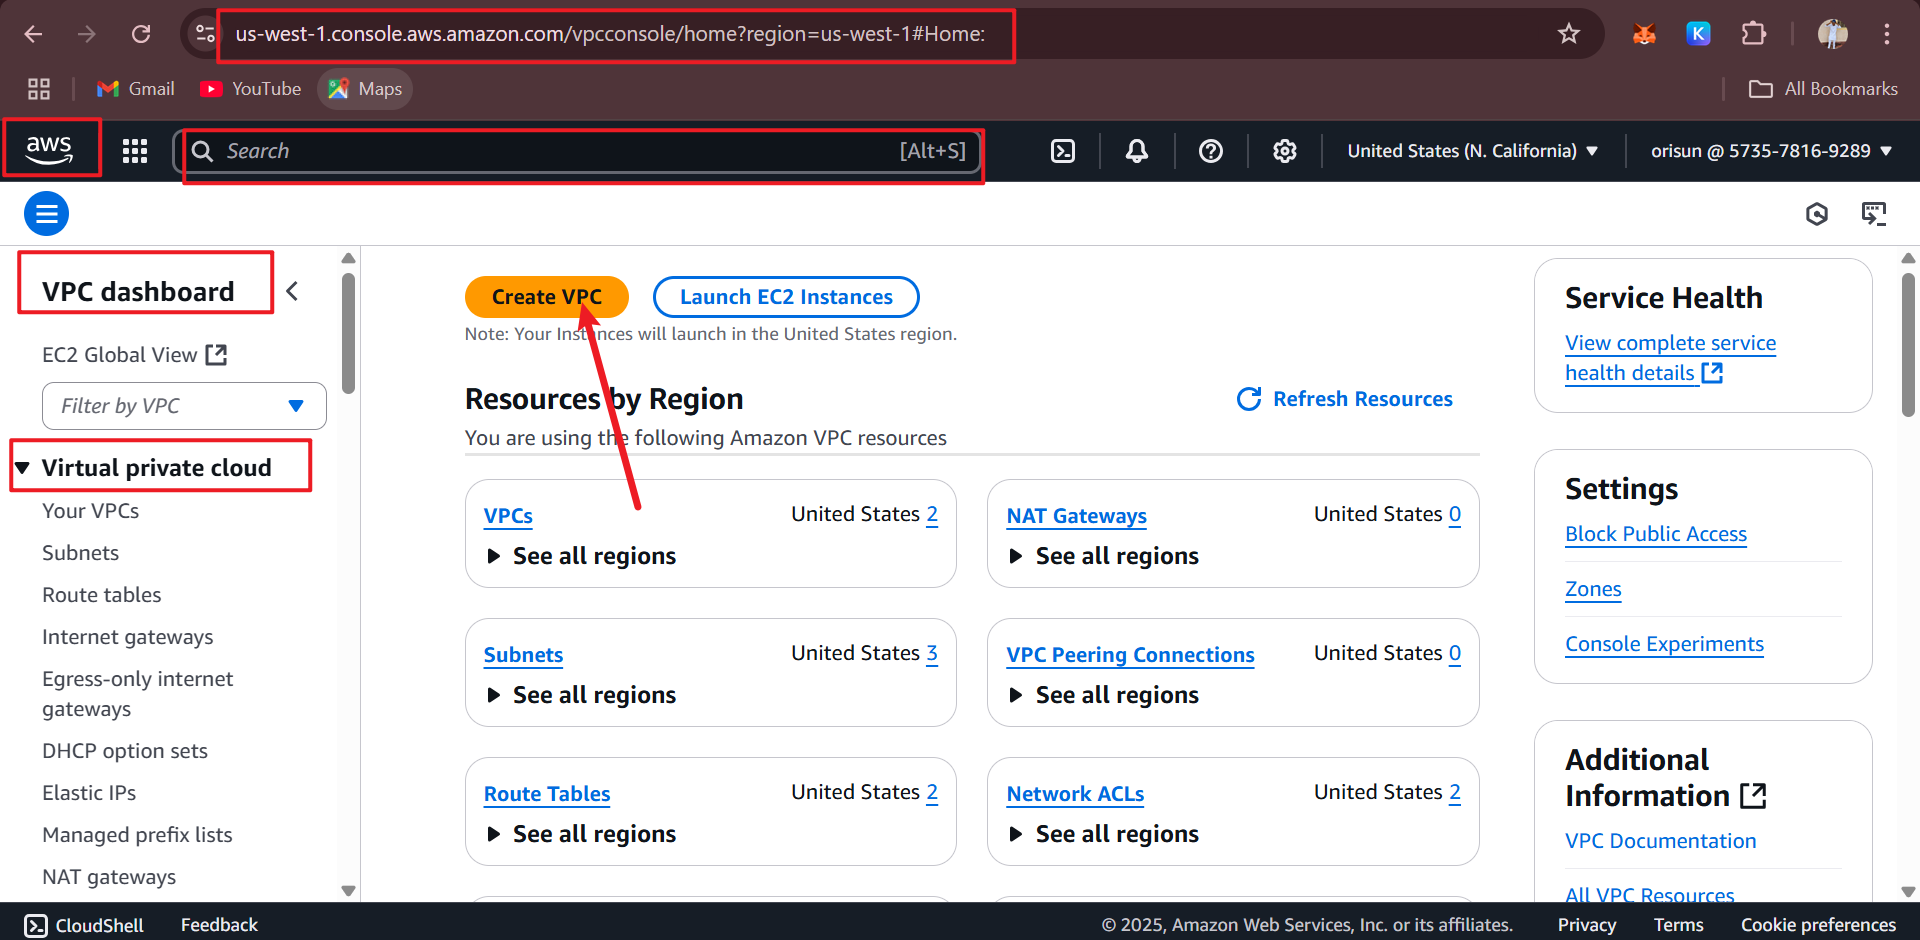 us-west-1.console.aws.amazon.com/vpcconsole/home?region=us-west-1#Home:
K
Gmail
YouTube
Maps
All Bookmarks
aws
Search
[Alt+S]
United States (N. California)
orisun @ 5735-7816-9289
VPC dashboard
EC2 Global View
Filter by VPC
Virtual private cloud
Your VPCs
Subnets
Route tables
Internet gateways
Egress-only internet
gateways
DHCP option sets
Elastic IPs
Managed prefix lists
NAT gateways
Create VPC
Launch EC2 Instances
Note: Your Instances will launch in the United States region.
Resources by Region
Refresh Resources
You are using the following Amazon VPC resources
VPCs
United States 2
See all regions
NAT Gateways
United States 0
See all regions
Subnets
United States 3
See all regions
VPC Peering Connections
United States 0
See all regions
Route Tables
United States 2
See all regions
Network ACLs
United States 2
See all regions
Service Health
View complete service
health details
Settings
Block Public Access
Zones
Console Experiments
Additional
Information
VPC Documentation
All VPC Resources
CloudShell
Feedback
© 2025, Amazon Web Services, Inc. or its affiliates.
Privacy
Terms
Cookie preferences